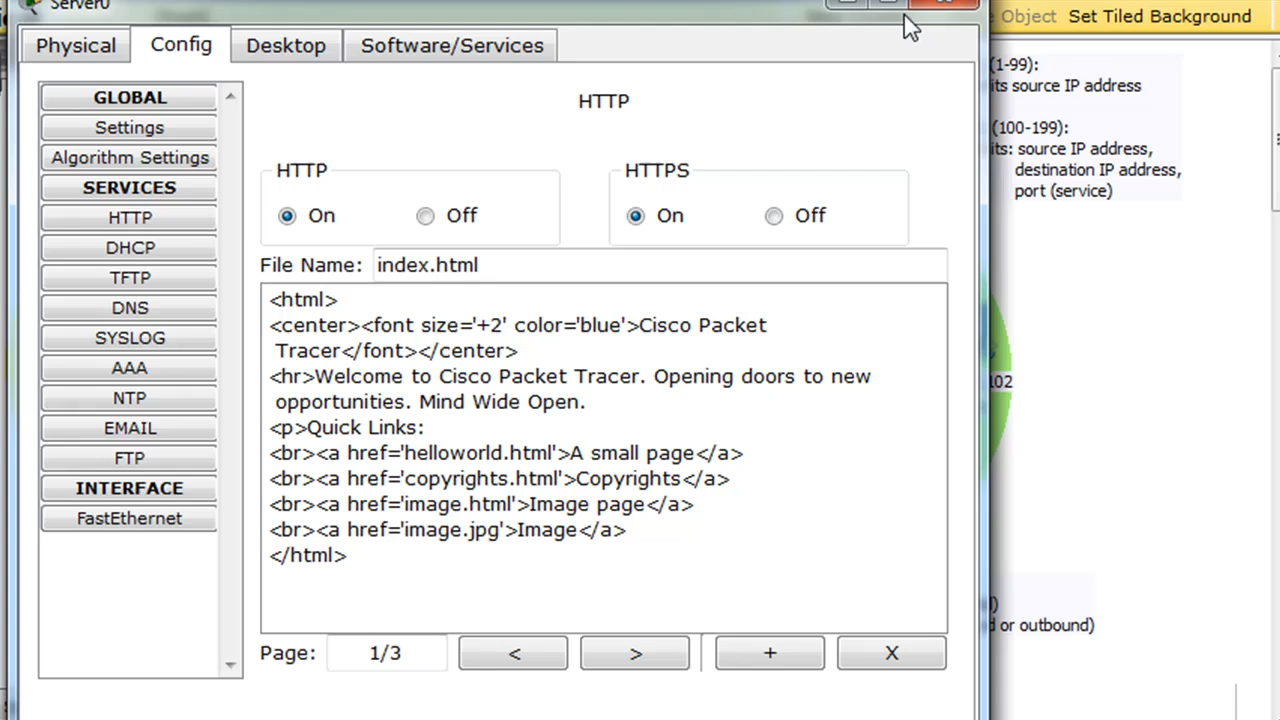 Server0
Object Set Tiled Background
Physical
Config
Desktop
Software/Services
GLOBAL
Settings
Algorithm Settings
SERVICES
HTTP
DHCP
TFTP
DNS
SYSLOG
AAA
NTP
EMAIL
FTP
INTERFACE
FastEthernet
HTTP
HTTP
On
Off
HTTPS
On
Off
File Name: index.html
<html>
<center><font size='+2' color='blue'>Cisco Packet
Tracer</font></center>
<hr>Welcome to Cisco Packet Tracer. Opening doors to new
opportunities. Mind Wide Open.
<p>Quick Links:
<br><a href='helloworld.html'>A small page</a>
<br><a href='copyrights.html'>Copyrights</a>
<br><a href='image.html'>Image page</a>
<br><a href='image.jpg'>Image</a>
</html>
Page: 1/3 < > + X
(1-99):
source IP address
(100-199):
source IP address,
destination IP address,
port (service)
102
or outbound)